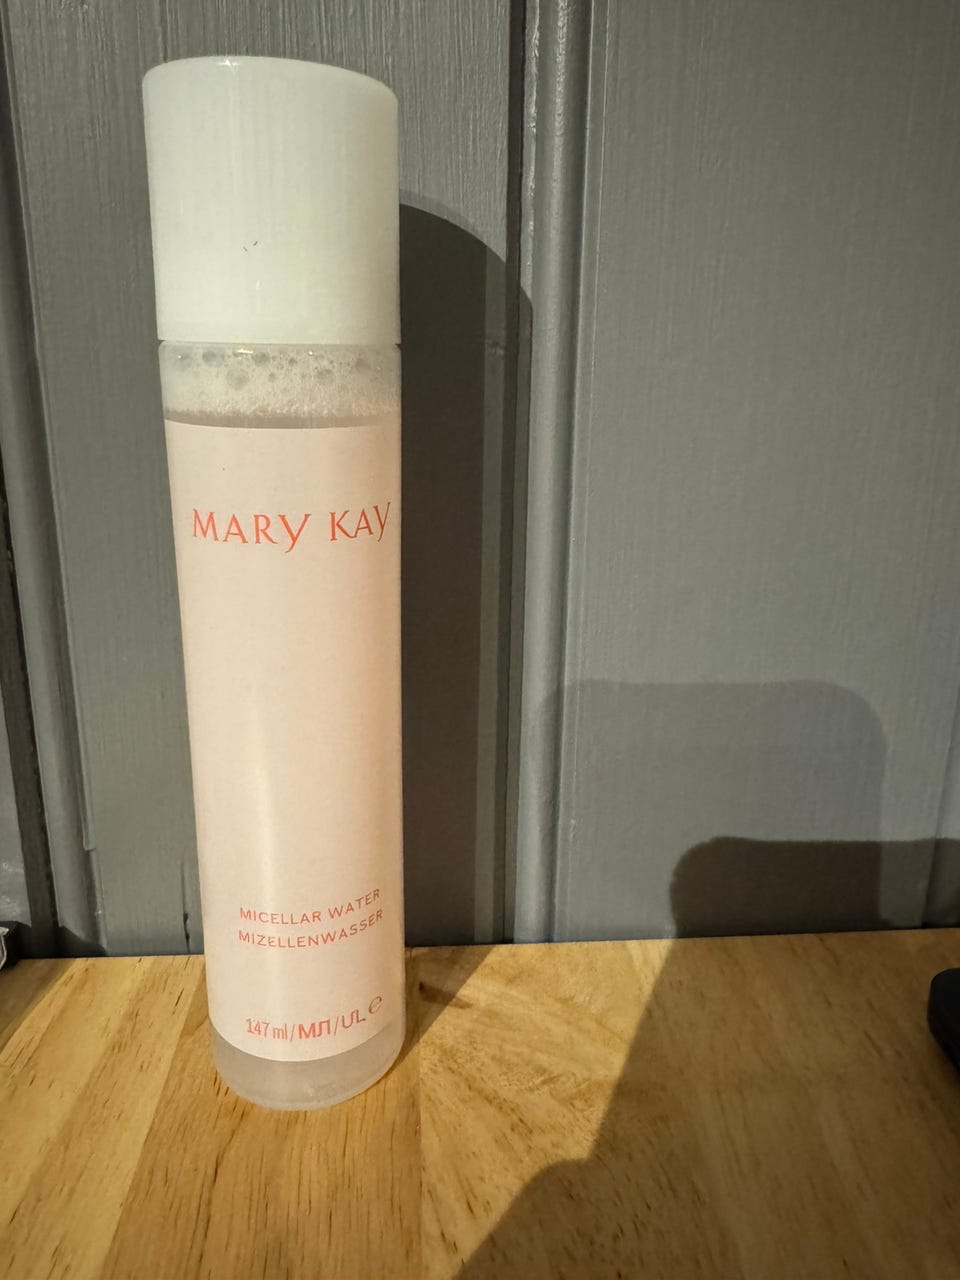 MARY KAY
MICELLAR WATER
MIZELLENWASSER
147 ml/МЛ/UL e